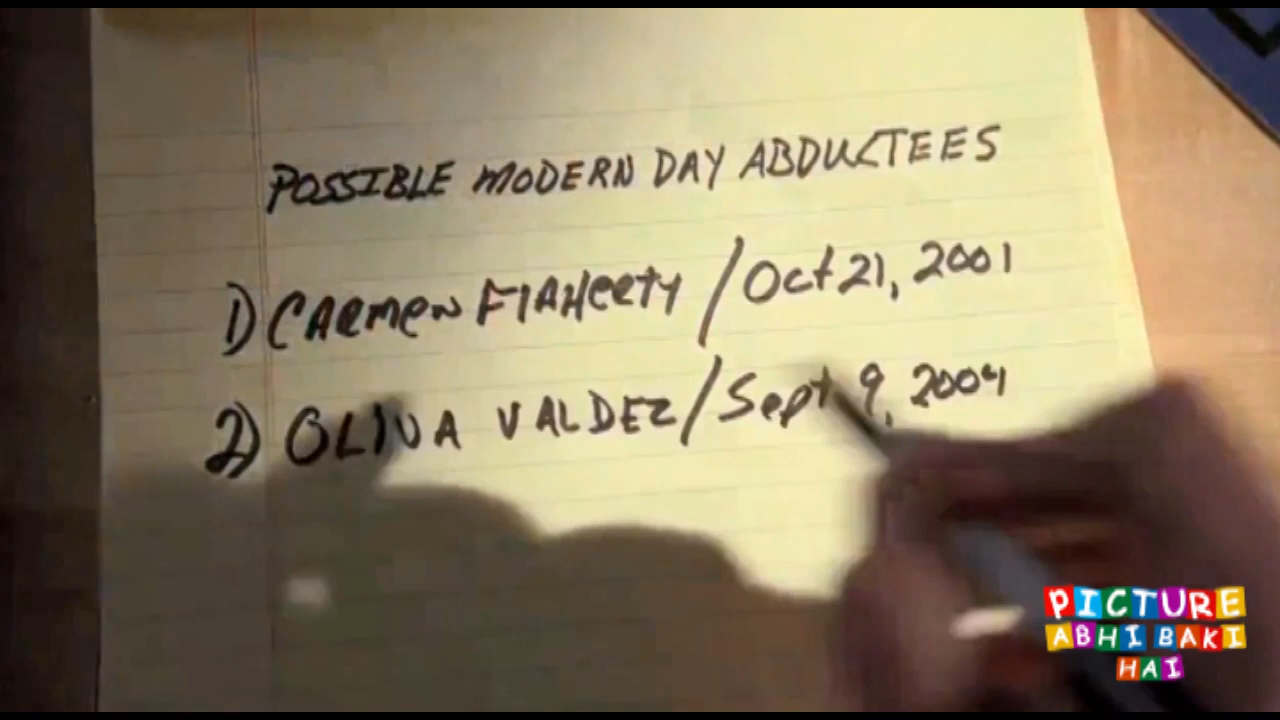 POSSIBLE MODERN DAY ABDUCTEES
1) CARMEN FlAHERTY / Oct 21, 2001
2) OLIVA VALDEZ / Sept 9, 2004
PICTURE
ABHI BAKI
HAI